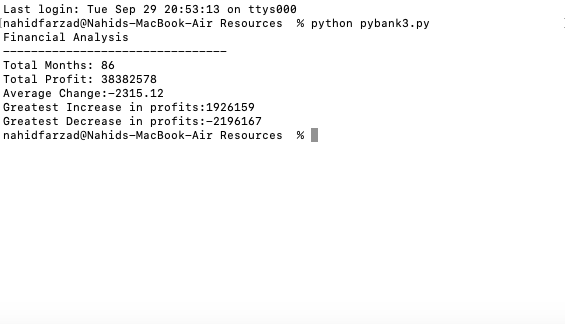 Last login: Tue Sep 29 20:53:13 on ttys000
[nahidfarzad@Nahids-MacBook-Air Resources % python pybank3.py ]
Financial Analysis
--------------------------------
Total Months: 86
Total Profit: 38382578
Average Change:-2315.12
Greatest Increase in profits:1926159
Greatest Decrease in profits:-2196167
nahidfarzad@Nahids-MacBook-Air Resources %